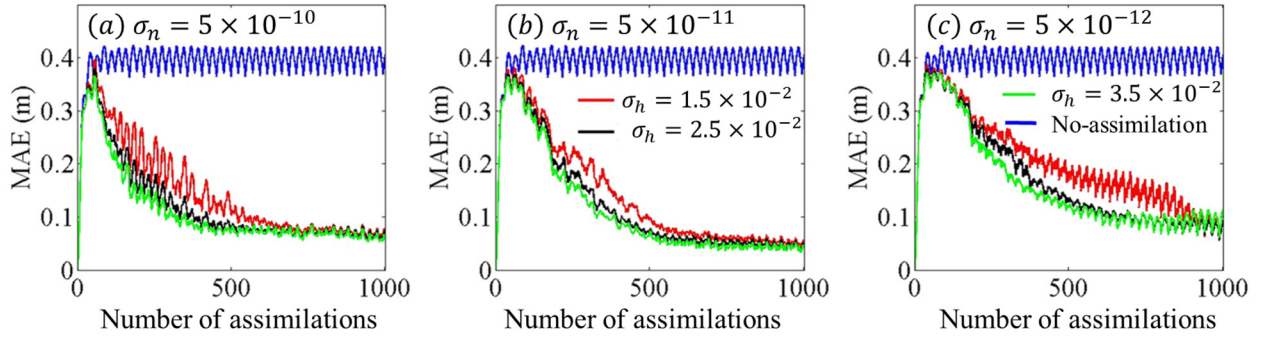 (a) σₙ = 5 × 10⁻¹⁰
MAE (m)
0.4
0.3
0.2
0.1
0
0
500
1000
Number of assimilations
(b) σₙ = 5 × 10⁻¹¹
MAE (m)
0.4
0.3
0.2
0.1
0
σₕ = 1.5 × 10⁻²
σₕ = 2.5 × 10⁻²
0
500
1000
Number of assimilations
(c) σₙ = 5 × 10⁻¹²
MAE (m)
0.4
0.3
0.2
0.1
0
σₕ = 3.5 × 10⁻²
No-assimilation
0
500
1000
Number of assimilations